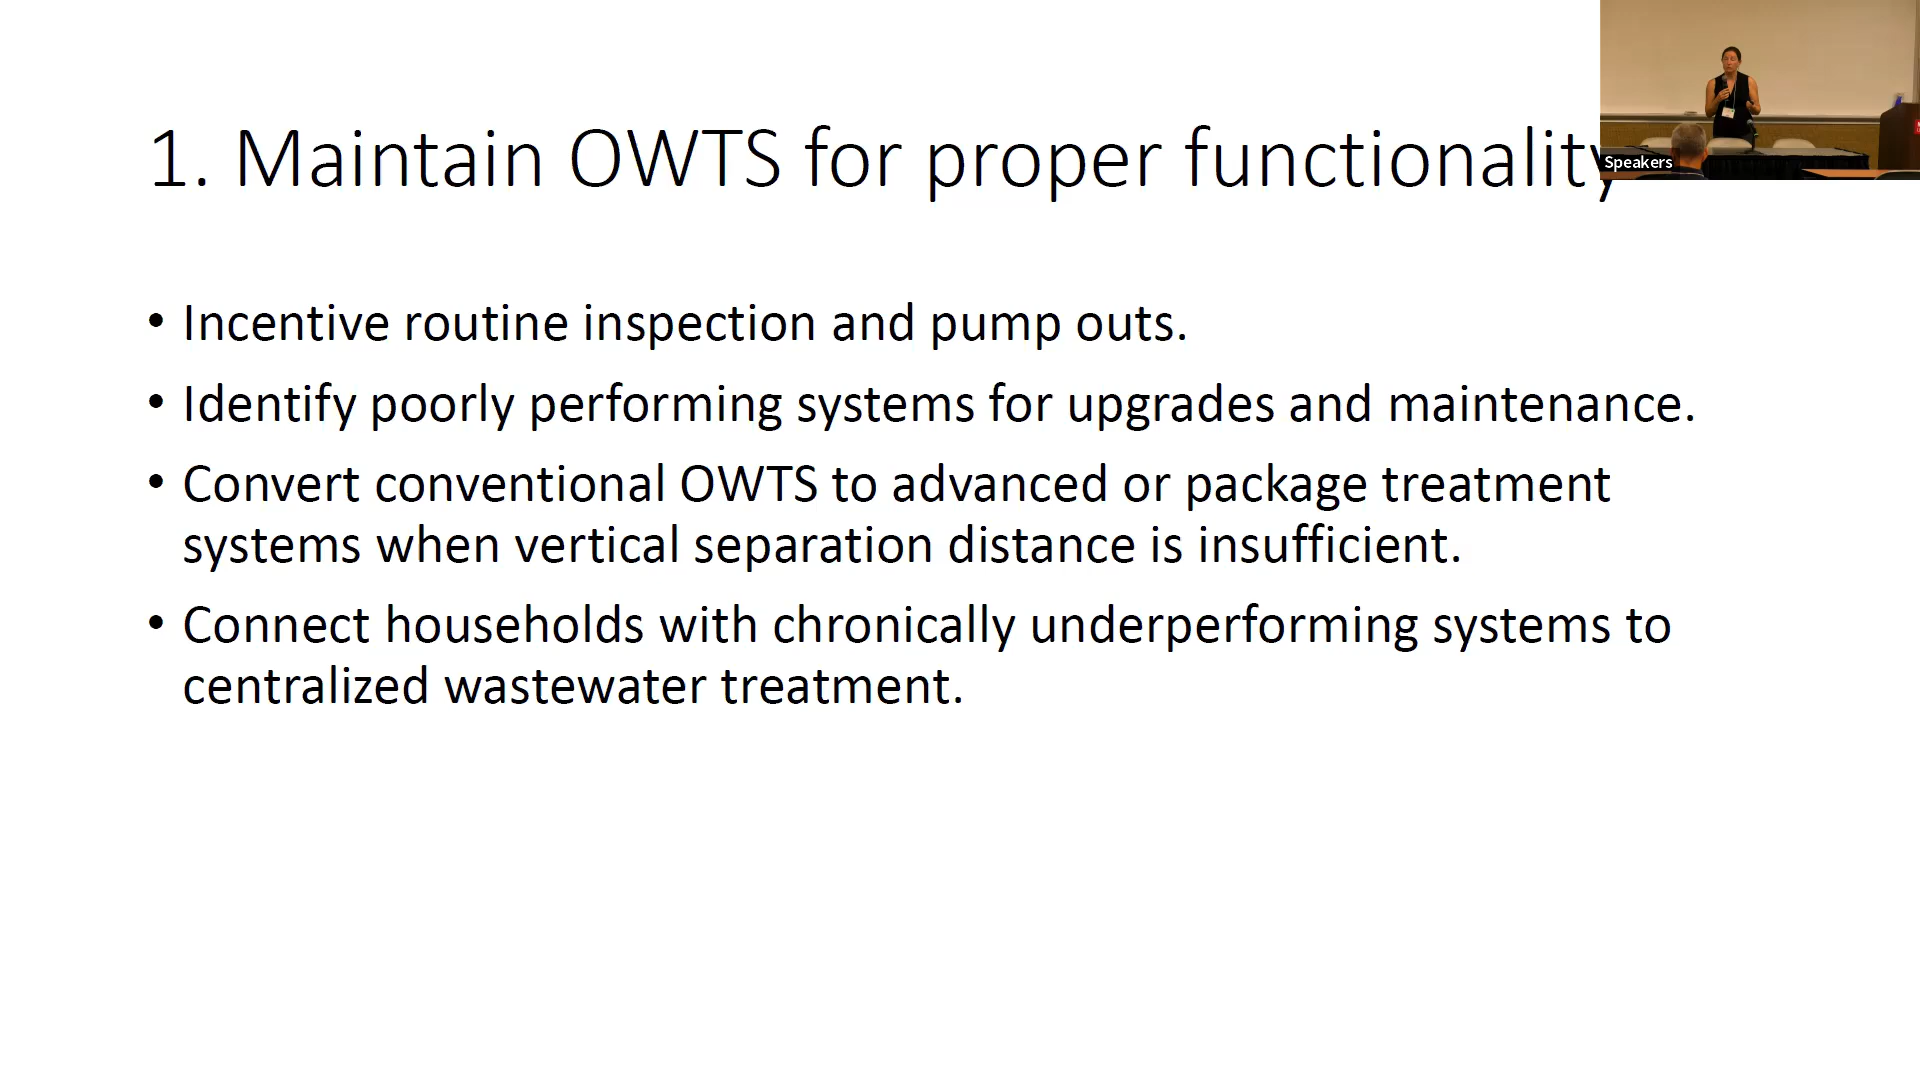 1. Maintain OWTS for proper functionality
Speakers
• Incentive routine inspection and pump outs.
• Identify poorly performing systems for upgrades and maintenance.
• Convert conventional OWTS to advanced or package treatment
systems when vertical separation distance is insufficient.
• Connect households with chronically underperforming systems to
centralized wastewater treatment.